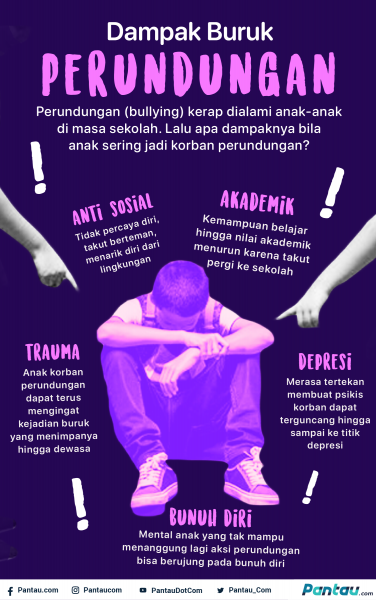 Dampak Buruk
PERUNDUNGAN
Perundungan (bullying) kerap dialami anak-anak
di masa sekolah. Lalu apa dampaknya bila
anak sering jadi korban perundungan?
ANTI SOSIAL
Tidak percaya diri,
takut berteman,
menarik diri dari
lingkungan
AKADEMIK
Kemampuan belajar
hingga nilai akademik
menurun karena takut
pergi ke sekolah
TRAUMA
Anak korban
perundungan
dapat terus
mengingat
kejadian buruk
yang menimpanya
hingga dewasa
DEPRESI
Merasa tertekan
membuat psikis
korban dapat
terguncang hingga
sampai ke titik
depresi
BUNUH DIRI
Mental anak yang tak mampu
menanggung lagi aksi perundungan
bisa berujung pada bunuh diri
Pantau.com
Pantaucom
PantauDotCom
Pantau_Com
Pantau.com